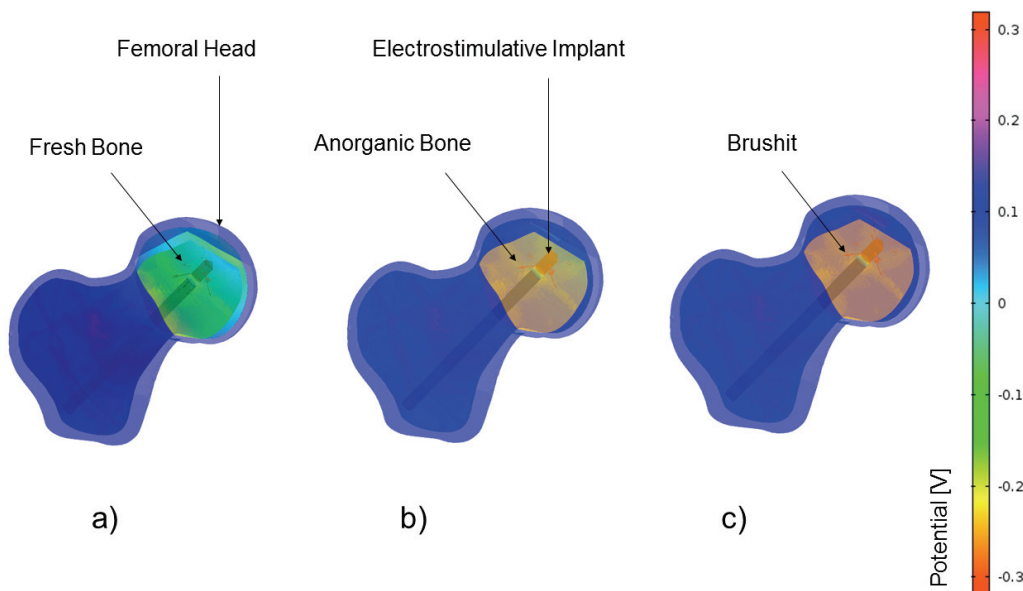 Femoral Head
Electrostimulative Implant
Fresh Bone
Anorganic Bone
Brushit
a)
b)
c)
0.3
0.2
0.1
0
-0.1
-0.2
-0.3
Potential [V]